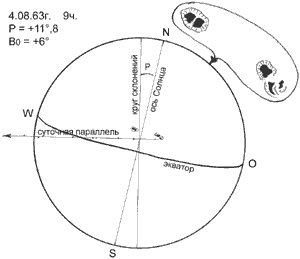 4.08.63г. 9ч.
P = +11°,8
B₀ = +6°
N
круг склонений
P
ось Солнца
W
суточная параллель
экватор
O
S